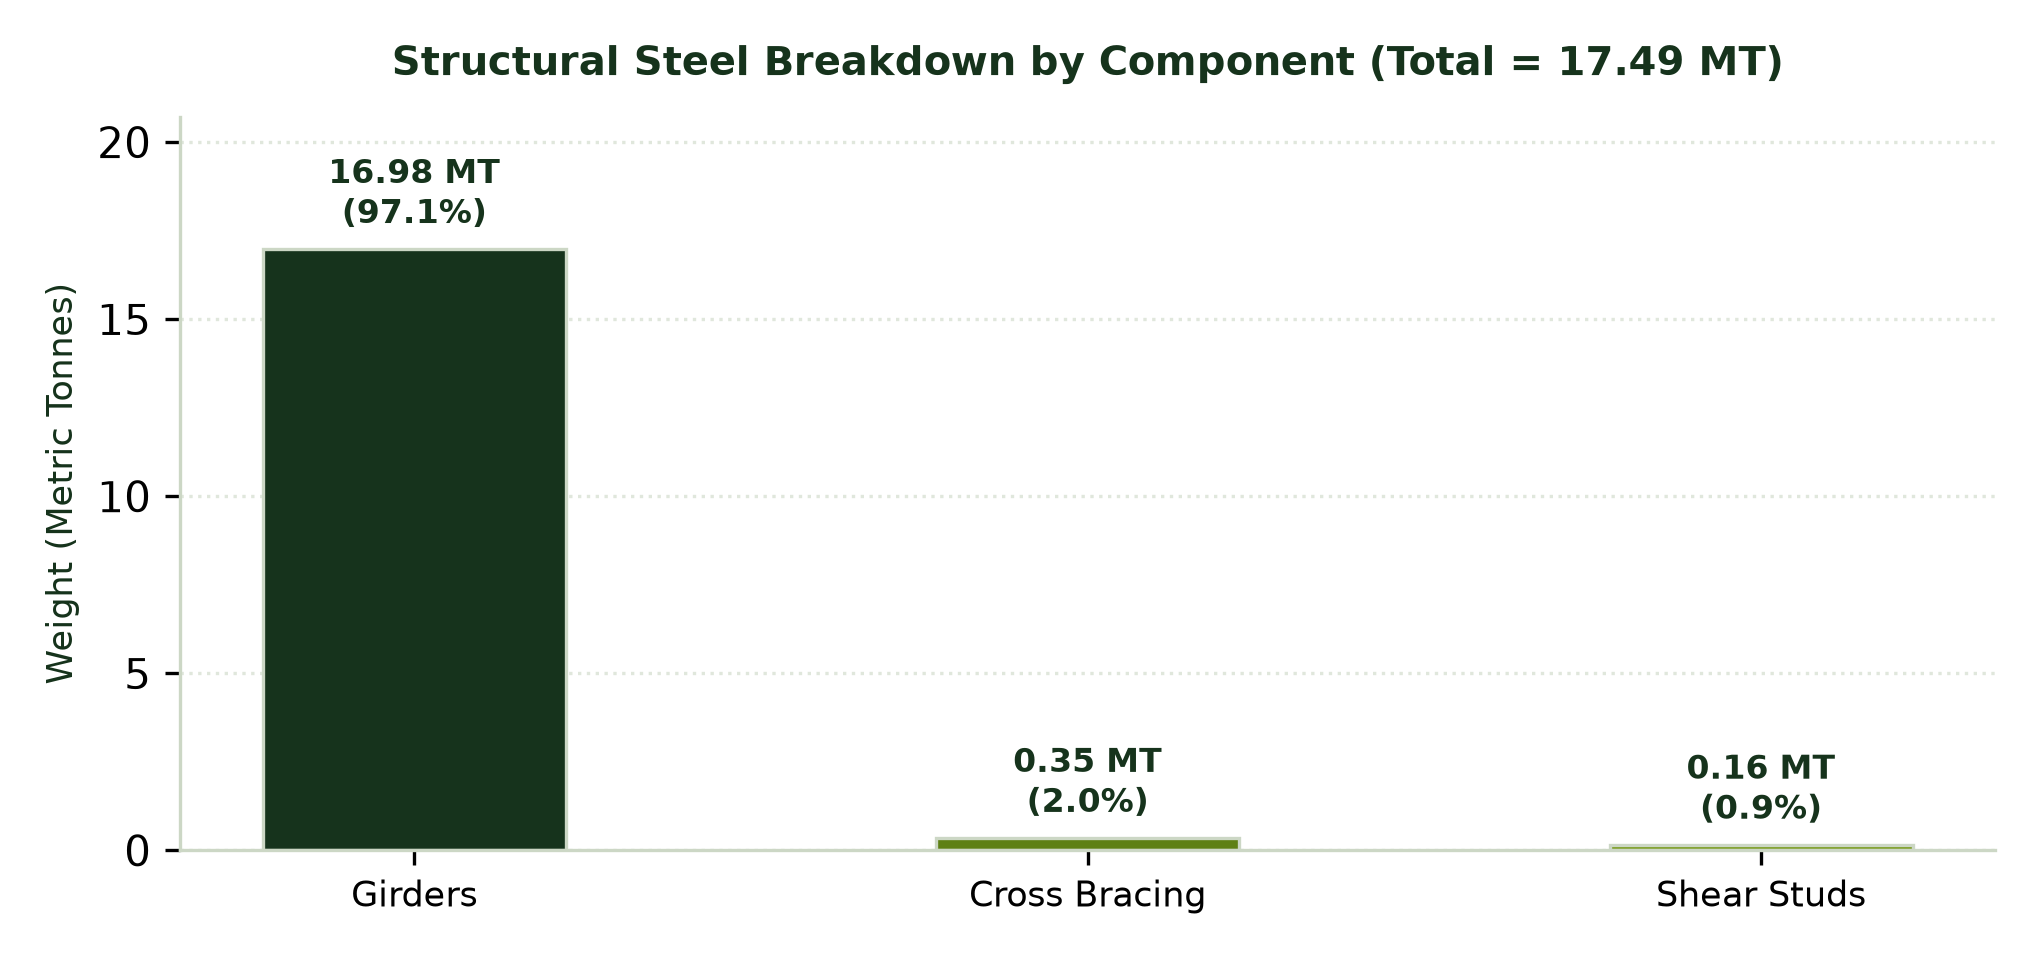 Structural Steel Breakdown by Component (Total = 17.49 MT)
Weight (Metric Tonnes)
20
15
10
5
0
16.98 MT
(97.1%)
0.35 MT
(2.0%)
0.16 MT
(0.9%)
Girders
Cross Bracing
Shear Studs